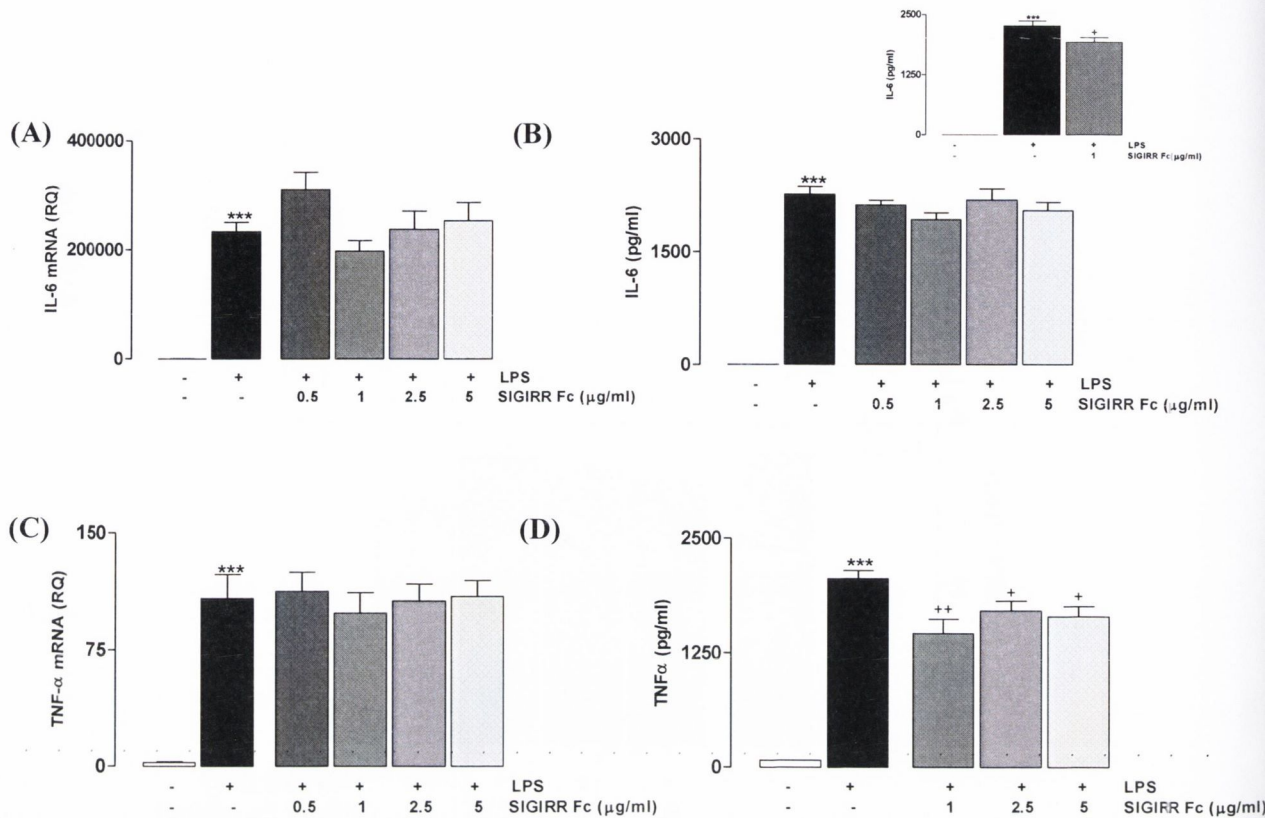 2500
***
+
IL-6 (pg/ml)
1250
0
- + + LPS
- - 1 SIGIRR Fc (µg/ml)
(A)
400000
***
IL-6 mRNA (RQ)
200000
0
- + + + + + LPS
- - 0.5 1 2.5 5 SIGIRR Fc (µg/ml)
(B)
3000
***
IL-6 (pg/ml)
1500
0
- + + + + + LPS
- - 0.5 1 2.5 5 SIGIRR Fc (µg/ml)
(C)
150
***
TNF-α mRNA (RQ)
75
0
- + + + + + LPS
- - 0.5 1 2.5 5 SIGIRR Fc (µg/ml)
(D)
2500
***
++ + +
TNFα (pg/ml)
1250
0
- + + + + LPS
- - 1 2.5 5 SIGIRR Fc (µg/ml)